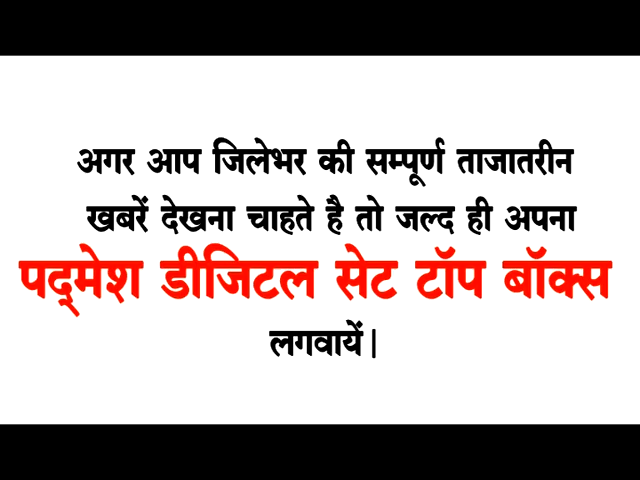 अगर आप जिलेभर की सम्पूर्ण ताजातरीन
खबरें देखना चाहते है तो जल्द ही अपना
पद्‌मेश डीजिटल सेट टॉप बॉक्स
लगवायें|